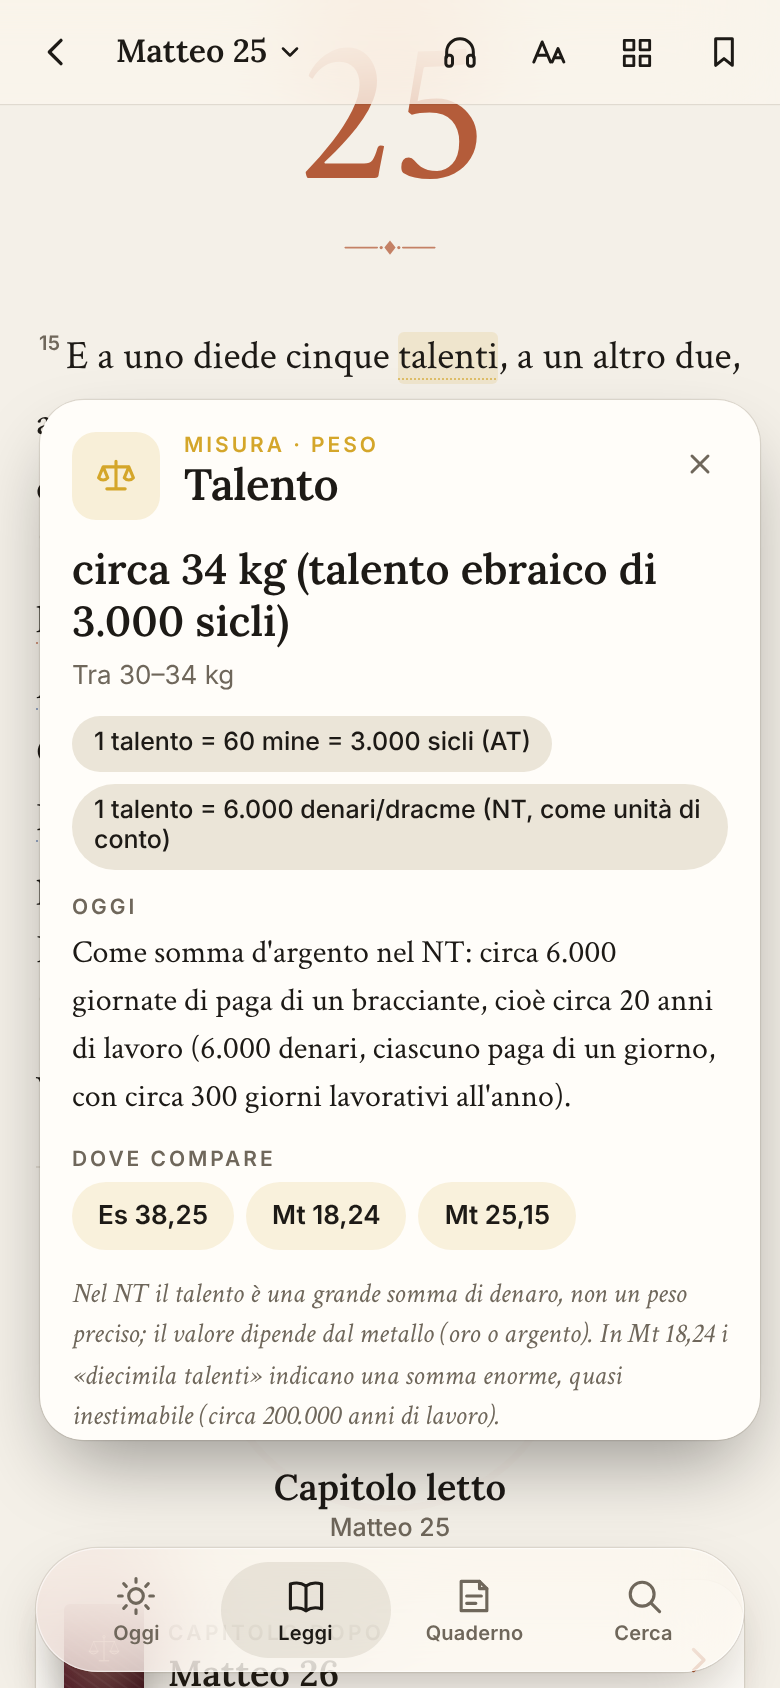 Matteo 25
25
15 E a uno diede cinque talenti, a un altro due,
MISURA · PESO
Talento
circa 34 kg (talento ebraico di
3.000 sicli)
Tra 30–34 kg
1 talento = 60 mine = 3.000 sicli (AT)
1 talento = 6.000 denari/dracme (NT, come unità di
conto)
OGGI
Come somma d'argento nel NT: circa 6.000
giornate di paga di un bracciante, cioè circa 20 anni
di lavoro (6.000 denari, ciascuno paga di un giorno,
con circa 300 giorni lavorativi all'anno).
DOVE COMPARE
Es 38,25 Mt 18,24 Mt 25,15
Nel NT il talento è una grande somma di denaro, non un peso
preciso; il valore dipende dal metallo (oro o argento). In Mt 18,24 i
«diecimila talenti» indicano una somma enorme, quasi
inestimabile (circa 200.000 anni di lavoro).
Capitolo letto
Matteo 25
Oggi Leggi Quaderno Cerca
Matteo 26